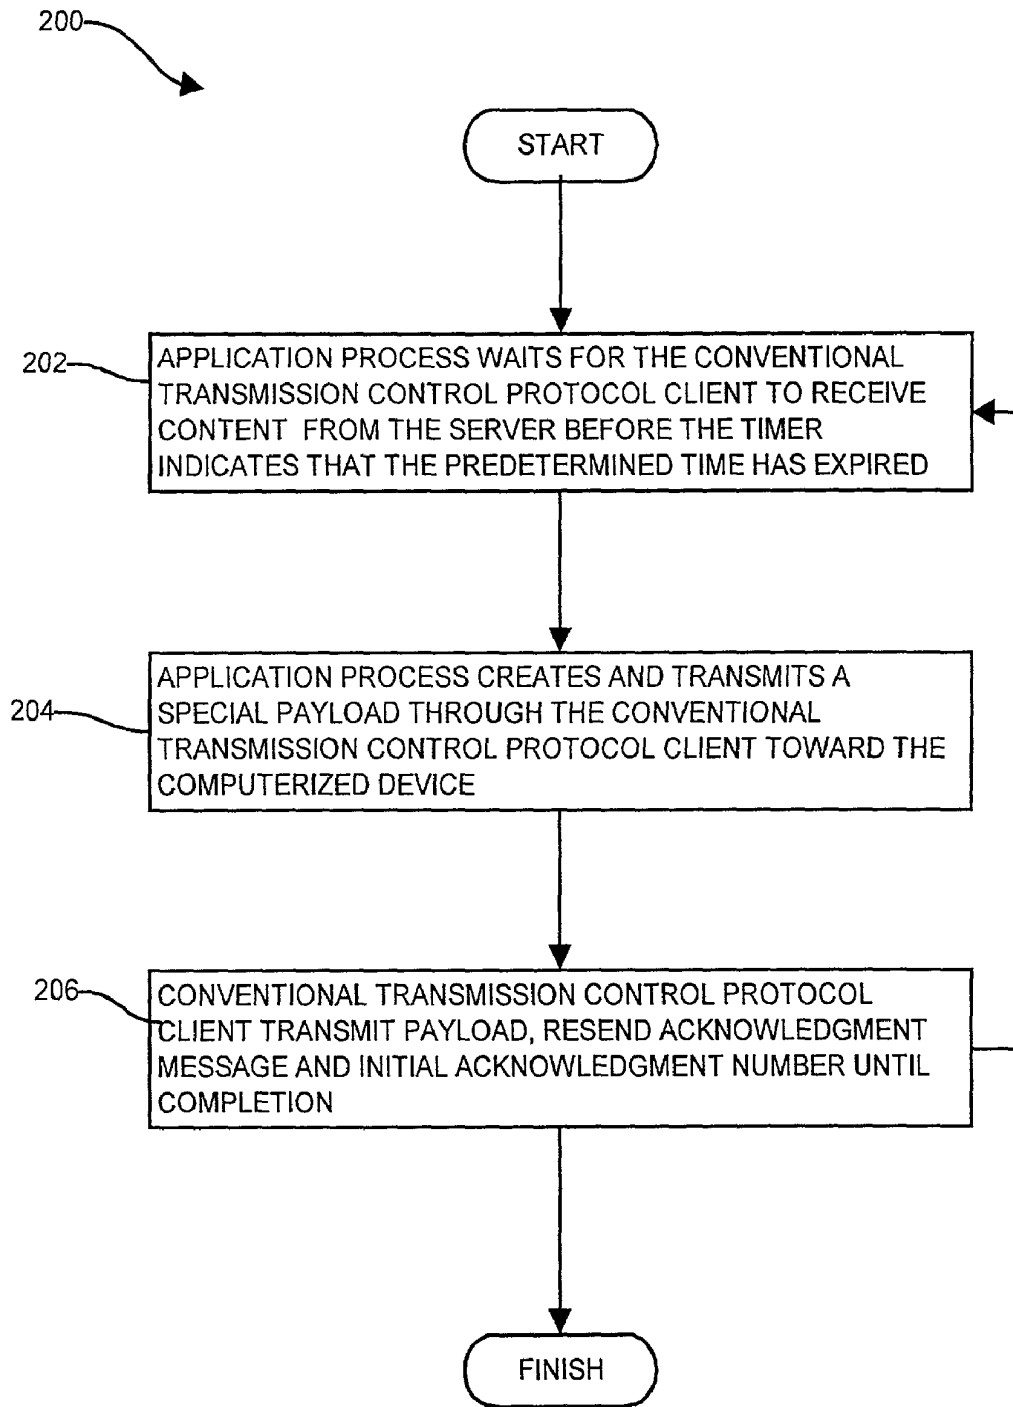 200
START
202
APPLICATION PROCESS WAITS FOR THE CONVENTIONAL
TRANSMISSION CONTROL PROTOCOL CLIENT TO RECEIVE
CONTENT FROM THE SERVER BEFORE THE TIMER
INDICATES THAT THE PREDETERMINED TIME HAS EXPIRED
204
APPLICATION PROCESS CREATES AND TRANSMITS A
SPECIAL PAYLOAD THROUGH THE CONVENTIONAL
TRANSMISSION CONTROL PROTOCOL CLIENT TOWARD THE
COMPUTERIZED DEVICE
206
CONVENTIONAL TRANSMISSION CONTROL PROTOCOL
CLIENT TRANSMIT PAYLOAD, RESEND ACKNOWLEDGMENT
MESSAGE AND INITIAL ACKNOWLEDGMENT NUMBER UNTIL
COMPLETION
FINISH